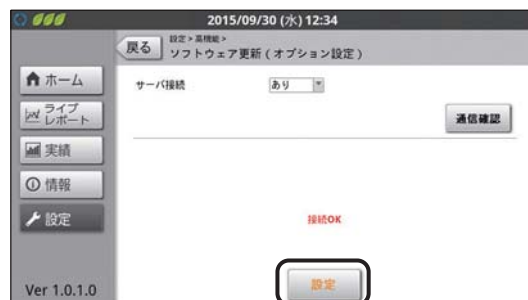 2015/09/30 (水) 12:34
戻る
設定 > 高機能 >
ソフトウェア更新 ( オプション設定 )
ホーム
ライブ
レポート
実績
情報
設定
サーバ接続
あり
通信確認
接続OK
設定
Ver 1.0.1.0